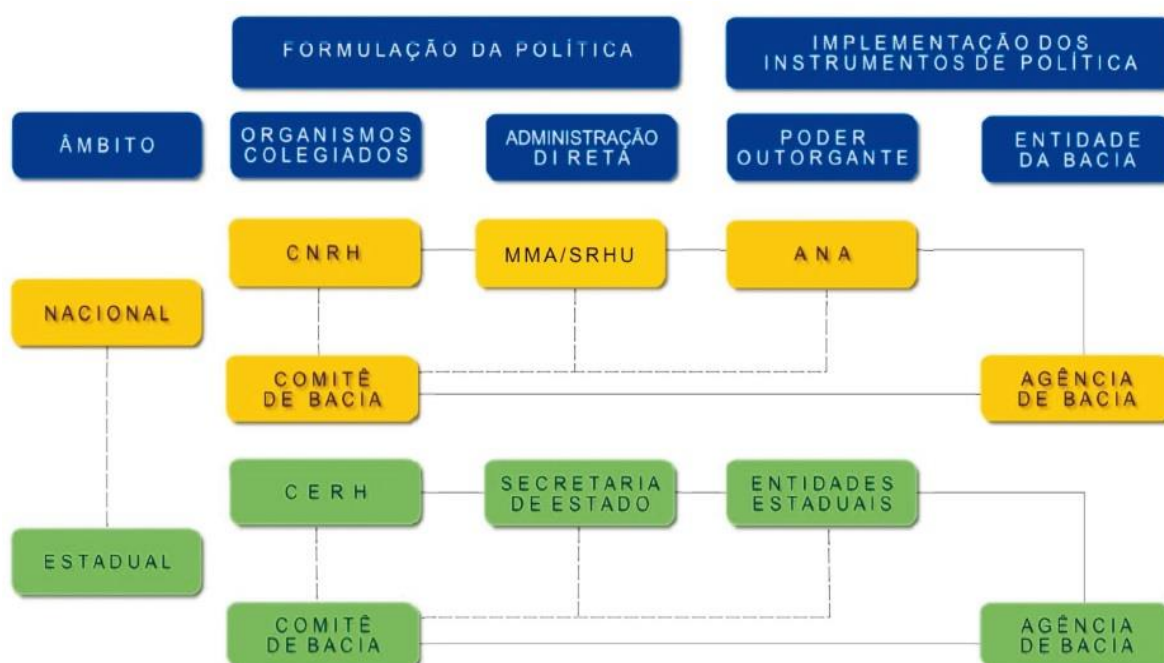 FORMULAÇÃO DA POLÍTICA
IMPLEMENTAÇÃO DOS
INSTRUMENTOS DE POLÍTICA
ÂMBITO
ORGANISMOS
COLEGIADOS
ADMINISTRAÇÃO
DIRETA
PODER
OUTORGANTE
ENTIDADE
DA BACIA
NACIONAL
CNRH
MMA/SRHU
ANA
COMITÊ
DE BACIA
AGÊNCIA
DE BACIA
ESTADUAL
CERH
SECRETARIA
DE ESTADO
ENTIDADES
ESTADUAIS
COMITÊ
DE BACIA
AGÊNCIA
DE BACIA